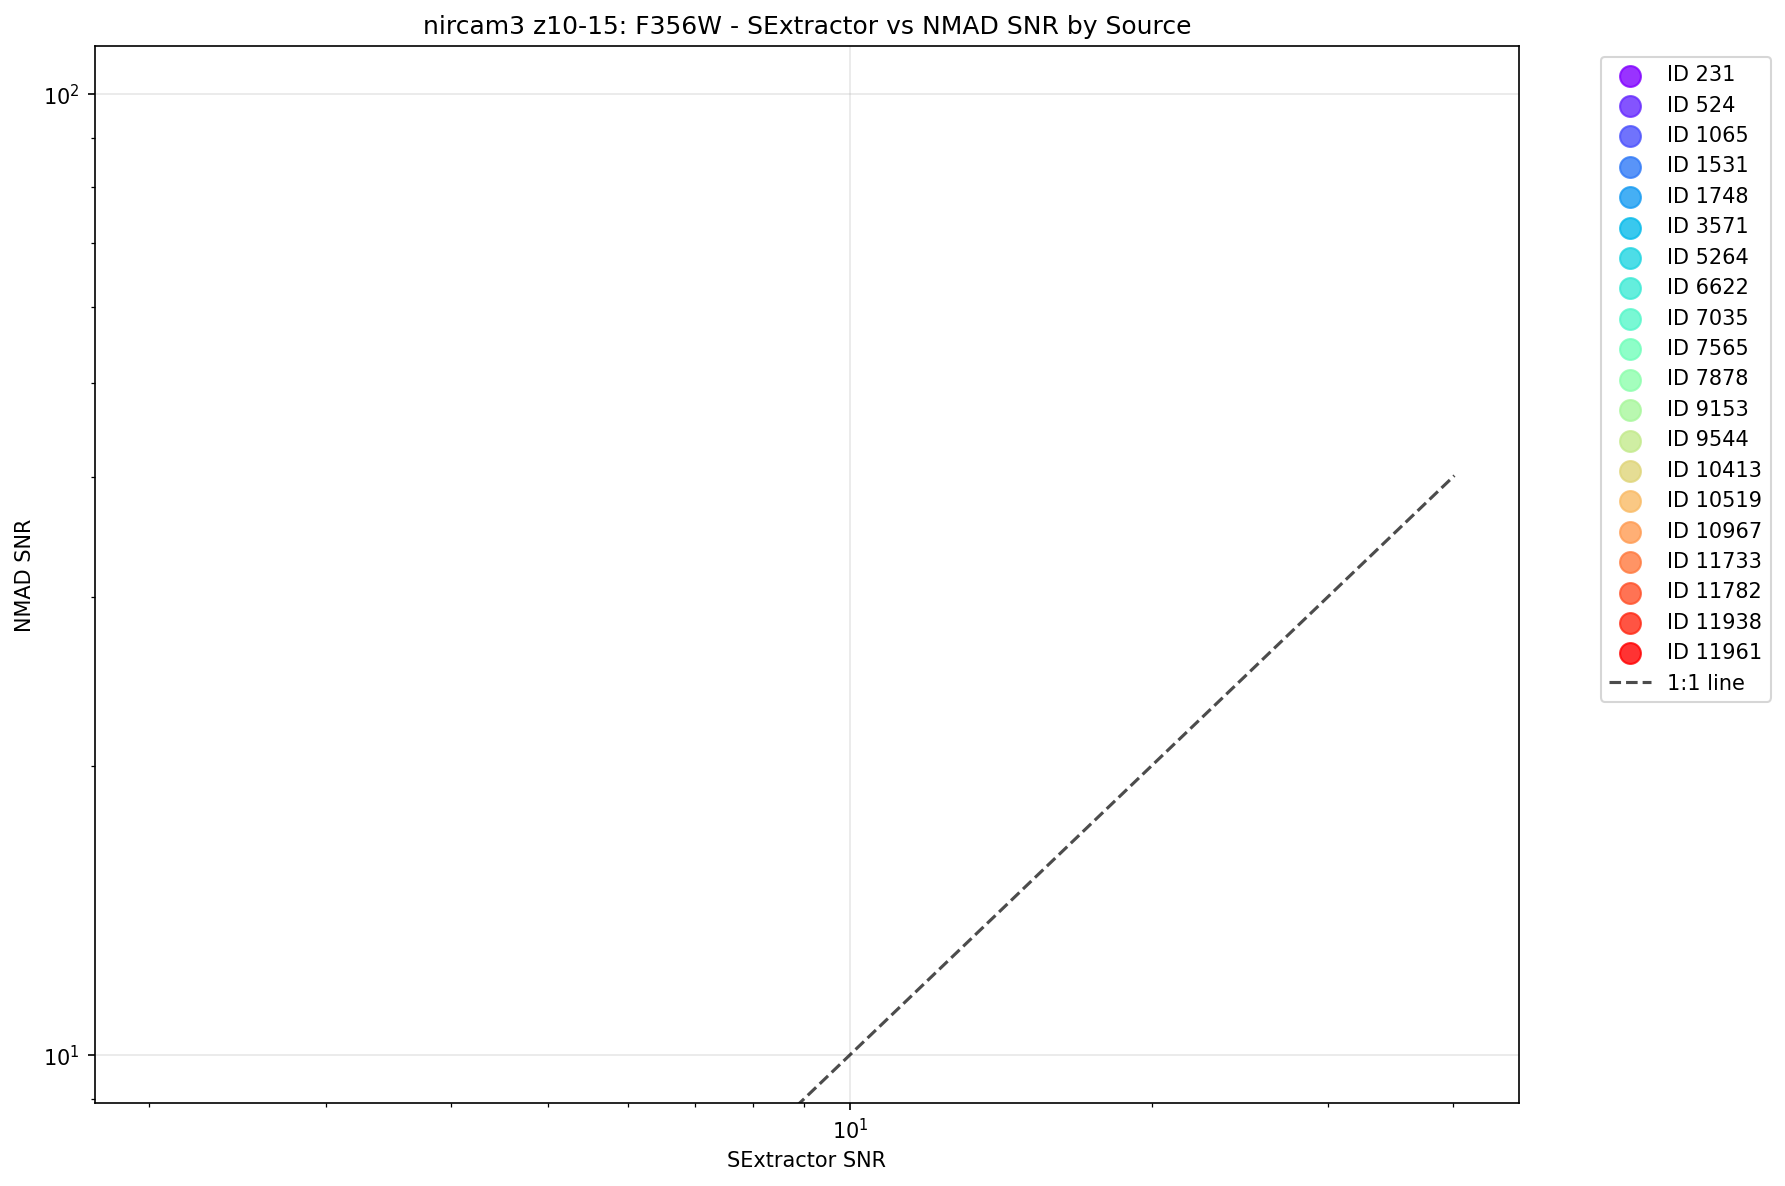 nircam3 z10-15: F356W - SExtractor vs NMAD SNR by Source
10²
10¹
NMAD SNR
10¹
SExtractor SNR
ID 231
ID 524
ID 1065
ID 1531
ID 1748
ID 3571
ID 5264
ID 6622
ID 7035
ID 7565
ID 7878
ID 9153
ID 9544
ID 10413
ID 10519
ID 10967
ID 11733
ID 11782
ID 11938
ID 11961
1:1 line